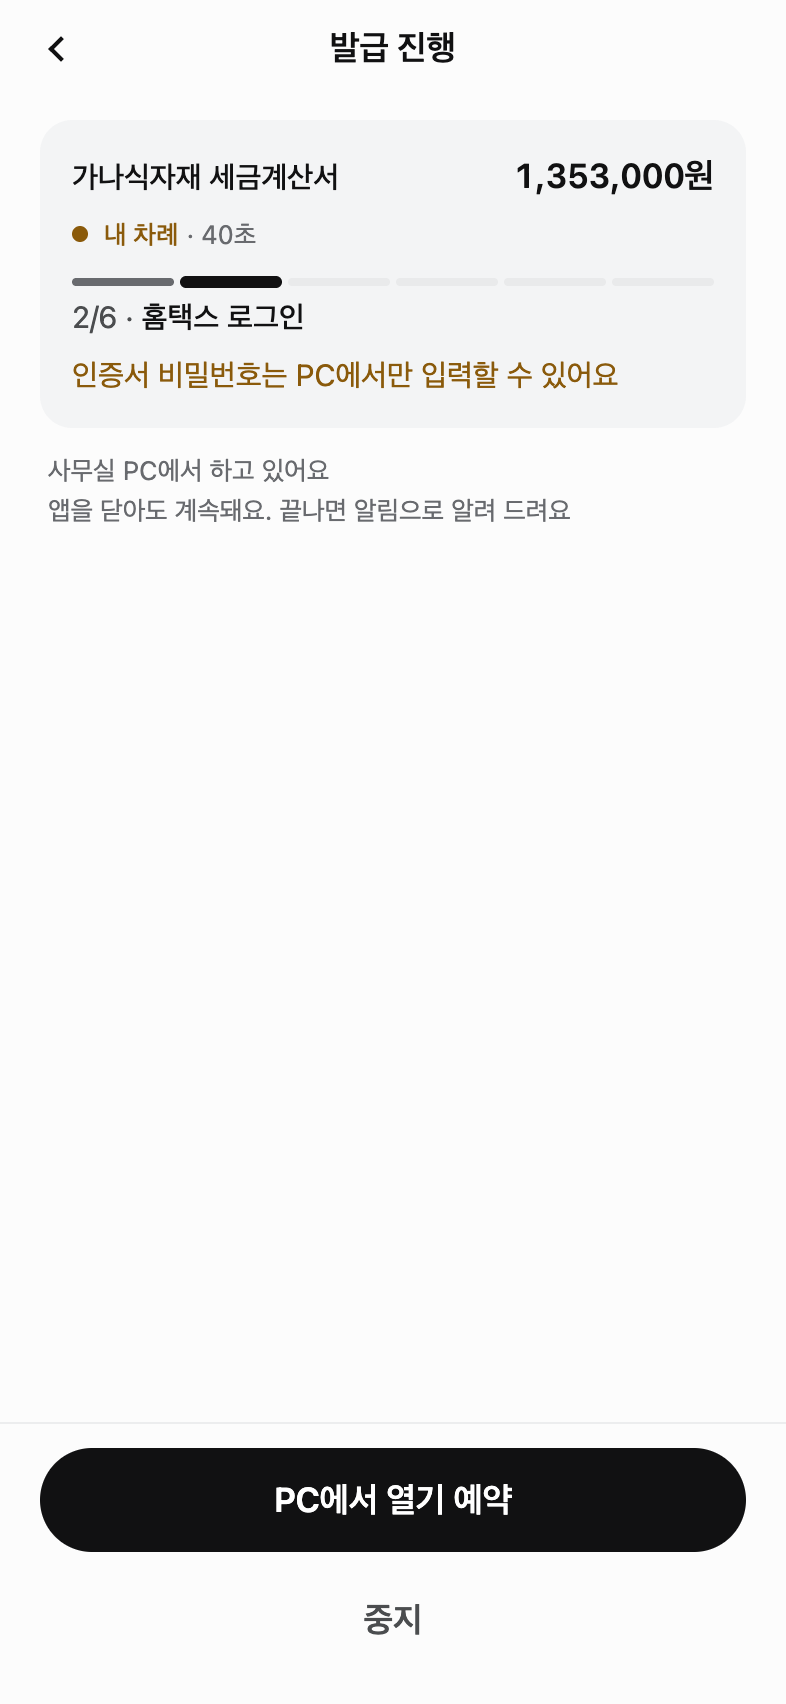 발급 진행
가나식자재 세금계산서 1,353,000원
내 차례 · 40초
2/6 · 홈택스 로그인
인증서 비밀번호는 PC에서만 입력할 수 있어요
사무실 PC에서 하고 있어요
앱을 닫아도 계속돼요. 끝나면 알림으로 알려 드려요
PC에서 열기 예약
중지